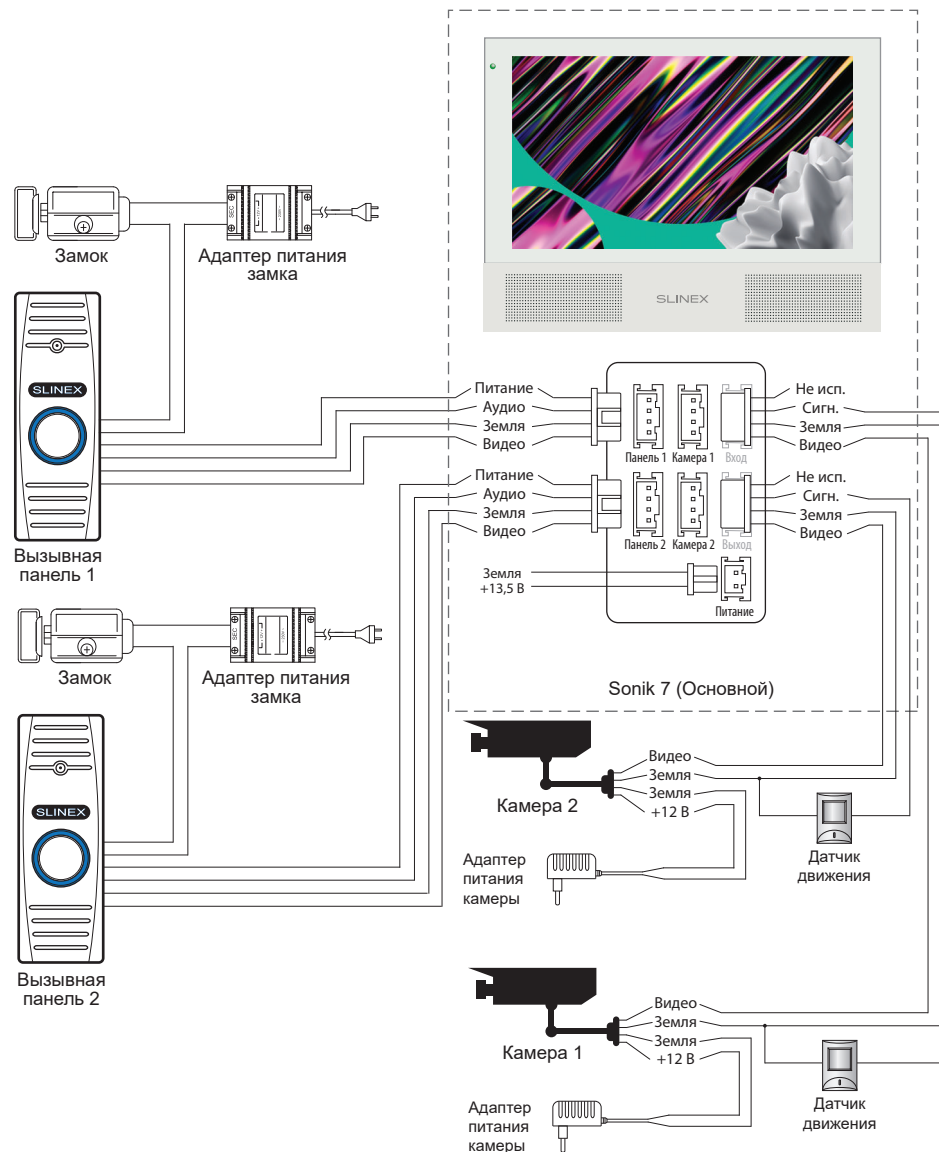 SLINEX
Замок
SEC
Адаптер питания
замка
SLINEX
Вызывная
панель 1
Питание
Аудио
Земля
Видео
Питание
Аудио
Земля
Видео
Земля
+13,5 В
Панель 1
Камера 1
Вход
Панель 2
Камера 2
Выход
Питание
Не исп.
Сигн.
Земля
Видео
Не исп.
Сигн.
Земля
Видео
Sonik 7 (Основной)
Замок
SEC
Адаптер питания
замка
SLINEX
Вызывная
панель 2
Камера 2
Видео
Земля
Земля
+12 В
Адаптер
питания
камеры
Датчик
движения
Камера 1
Видео
Земля
Земля
+12 В
Адаптер
питания
камеры
Датчик
движения